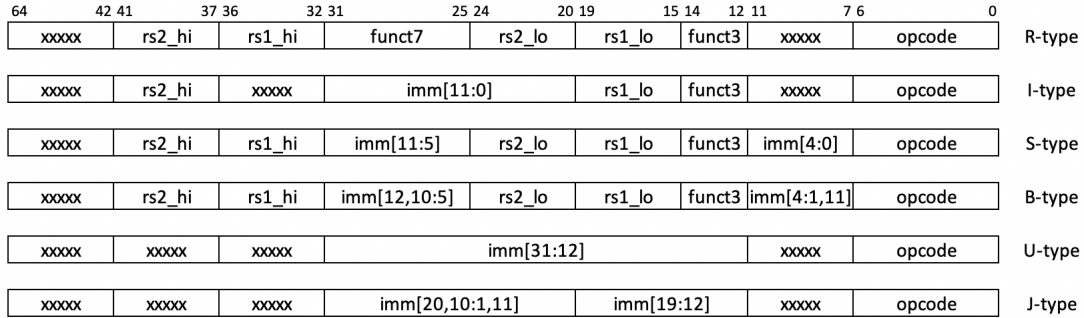 64 42 41 37 36 32 31 25 24 20 19 15 14 12 11 7 6 0
xxxxx rs2_hi rs1_hi funct7 rs2_lo rs1_lo funct3 xxxxx opcode R-type
xxxxx rs2_hi xxxxx imm[11:0] rs1_lo funct3 xxxxx opcode I-type
xxxxx rs2_hi rs1_hi imm[11:5] rs2_lo rs1_lo funct3 imm[4:0] opcode S-type
xxxxx rs2_hi rs1_hi imm[12,10:5] rs2_lo rs1_lo funct3 imm[4:1,11] opcode B-type
xxxxx xxxxx xxxxx imm[31:12] xxxxx opcode U-type
xxxxx xxxxx xxxxx imm[20,10:1,11] imm[19:12] xxxxx opcode J-type